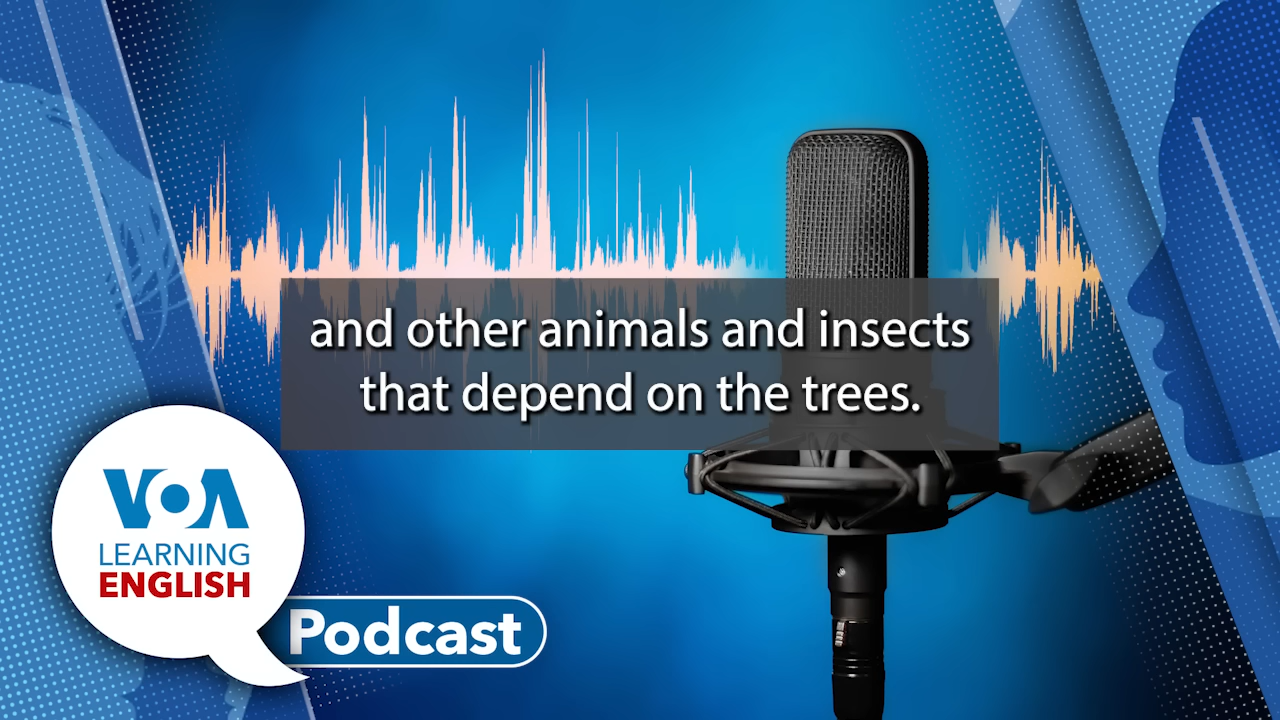 and other animals and insects
that depend on the trees.
VOA
LEARNING
ENGLISH
Podcast